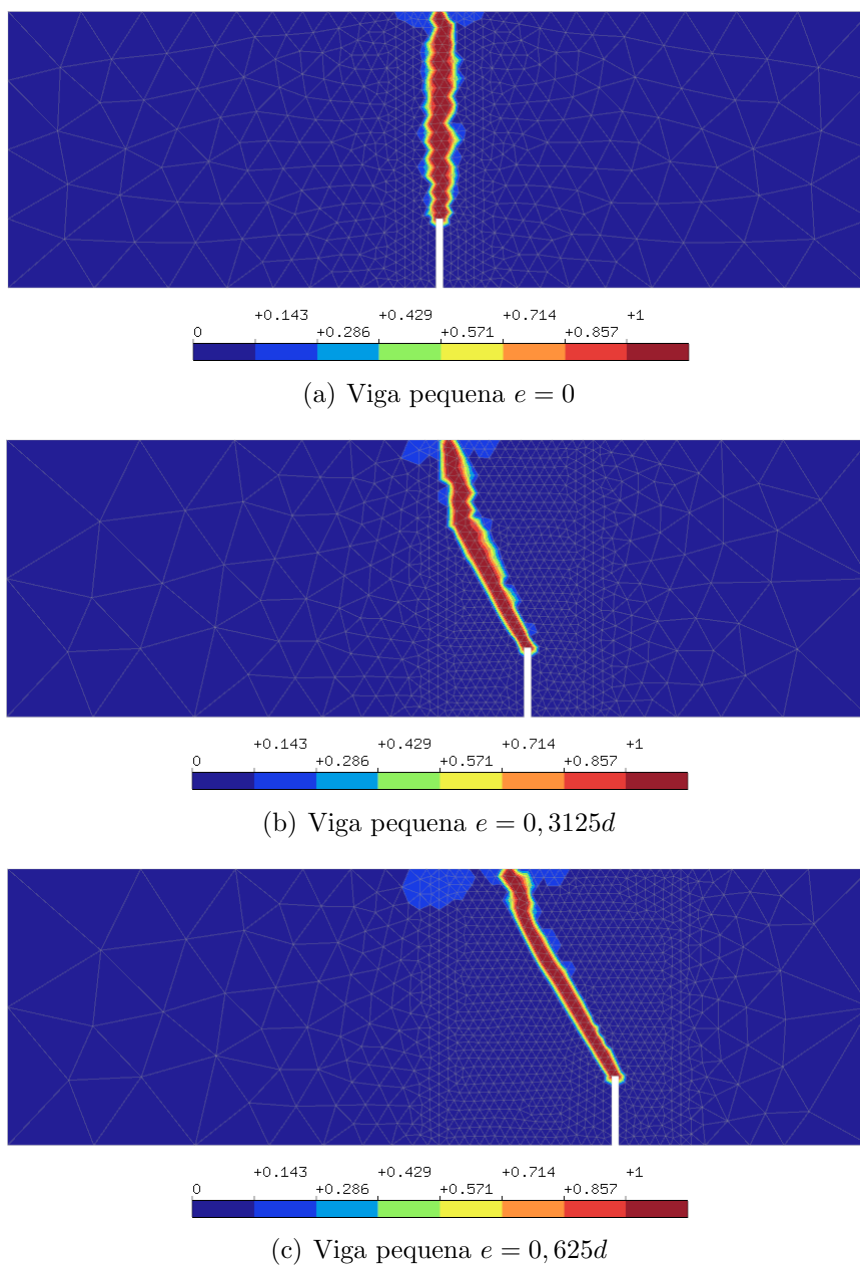 +0.143 +0.429 +0.714 +1
0 +0.286 +0.571 +0.857
(a) Viga pequena e = 0
+0.143 +0.429 +0.714 +1
0 +0.286 +0.571 +0.857
(b) Viga pequena e = 0,3125d
+0.143 +0.429 +0.714 +1
0 +0.286 +0.571 +0.857
(c) Viga pequena e = 0,625d